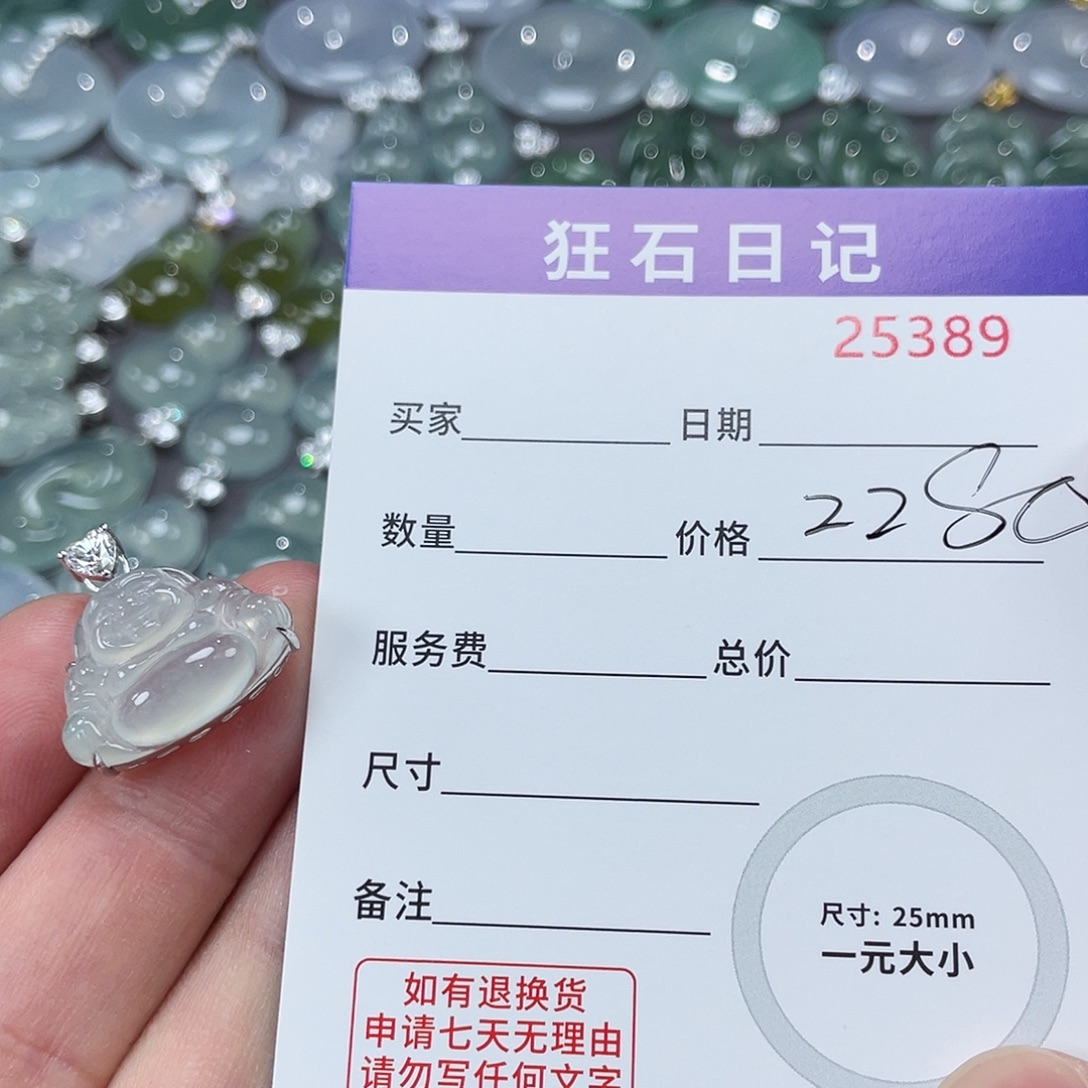 狂石日记
25389
买家 日期
数量 价格 2280
服务费 总价
尺寸
备注
尺寸: 25mm
一元大小
如有退换货
申请七天无理由
请勿写任何文字